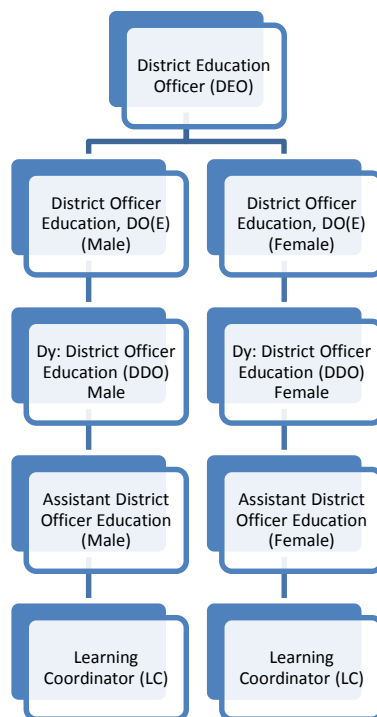 District Education
Officer (DEO)
District Officer
Education, DO(E)
(Male)
District Officer
Education, DO(E)
(Female)
Dy: District Officer
Education (DDO)
Male
Dy: District Officer
Education (DDO)
Female
Assistant District
Officer Education
(Male)
Assistant District
Officer Education
(Female)
Learning
Coordinator (LC)
Learning
Coordinator (LC)